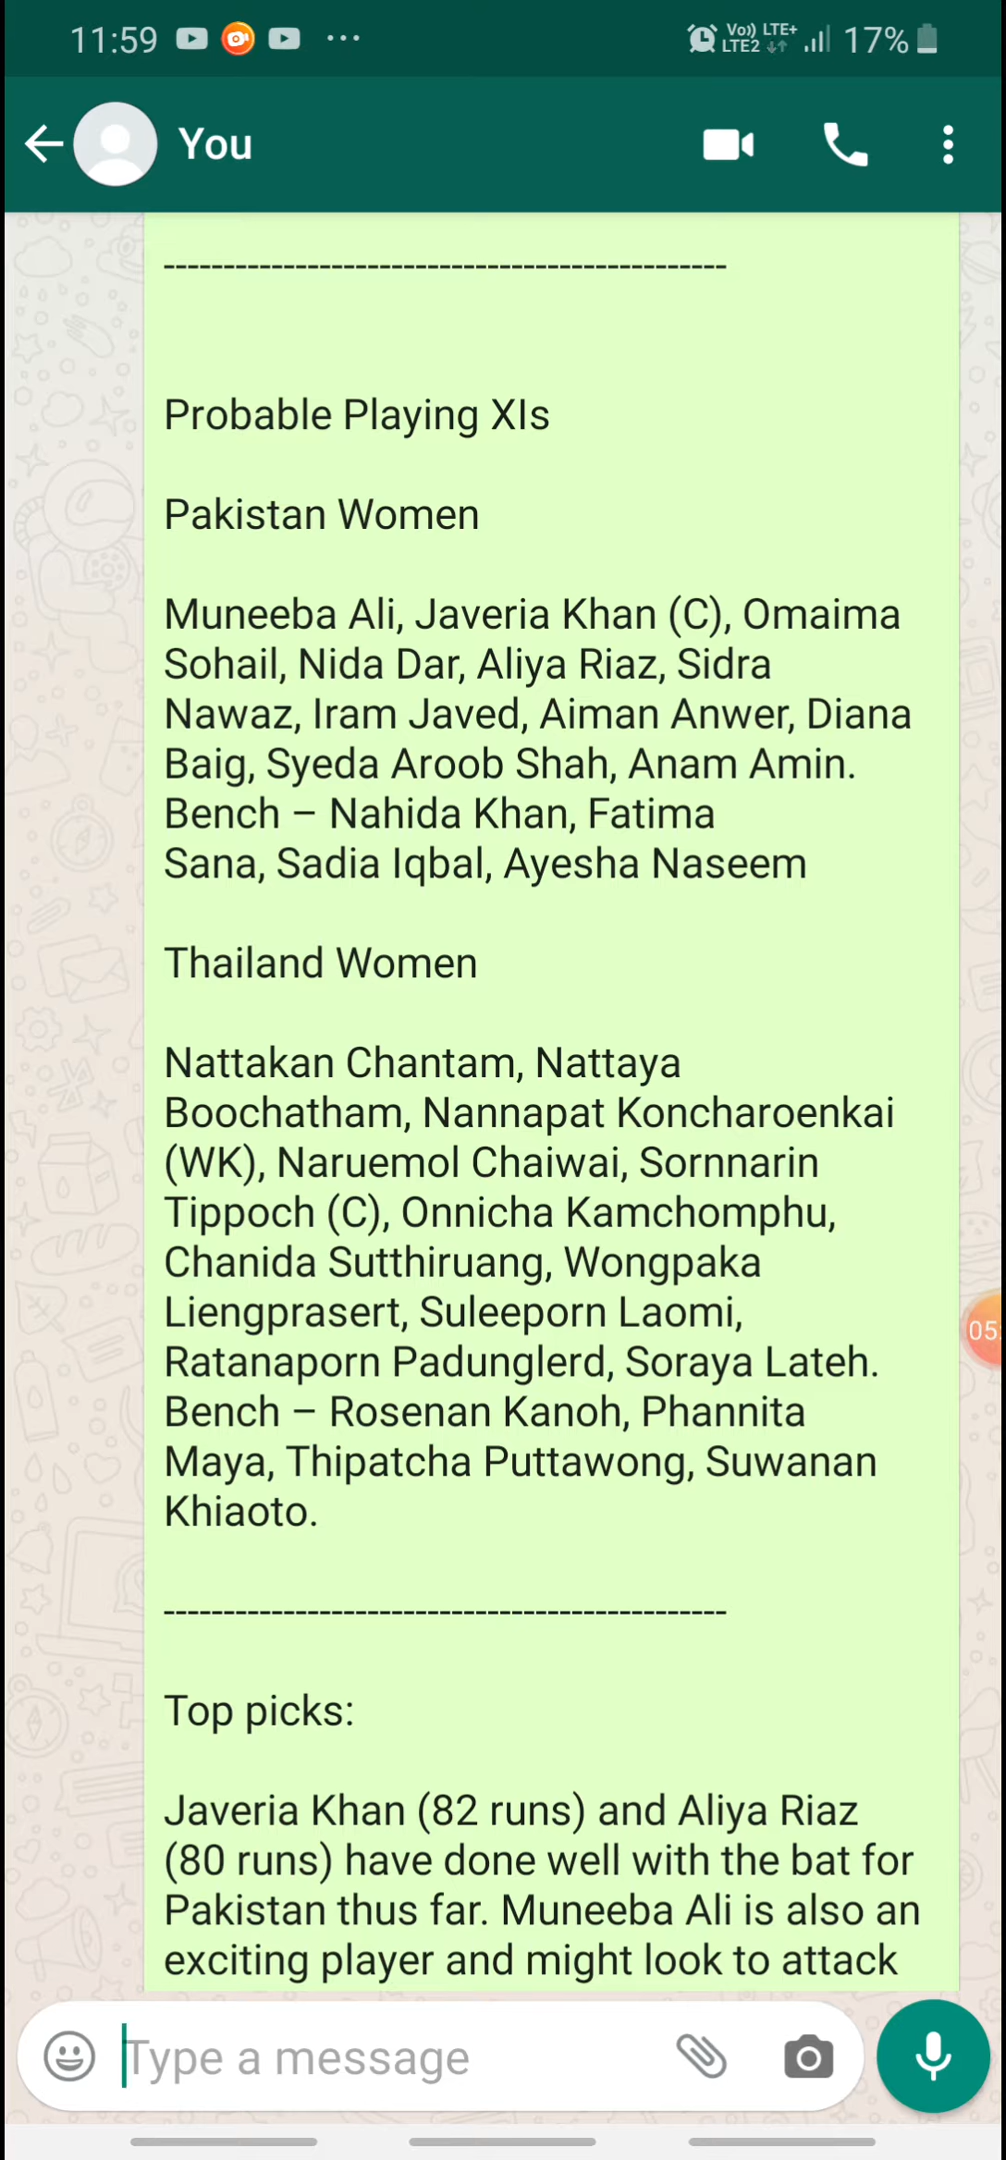 11:59
Vo)) LTE+
LTE2
17%
You
-----------------------------------------------
Probable Playing XIs
Pakistan Women
Muneeba Ali, Javeria Khan (C), Omaima
Sohail, Nida Dar, Aliya Riaz, Sidra
Nawaz, Iram Javed, Aiman Anwer, Diana
Baig, Syeda Aroob Shah, Anam Amin.
Bench – Nahida Khan, Fatima
Sana, Sadia Iqbal, Ayesha Naseem
Thailand Women
Nattakan Chantam, Nattaya
Boochatham, Nannapat Koncharoenkai
(WK), Naruemol Chaiwai, Sornnarin
Tippoch (C), Onnicha Kamchomphu,
Chanida Sutthiruang, Wongpaka
Liengprasert, Suleeporn Laomi,
05
Ratanaporn Padunglerd, Soraya Lateh.
Bench – Rosenan Kanoh, Phannita
Maya, Thipatcha Puttawong, Suwanan
Khiaoto.
-----------------------------------------------
Top picks:
Javeria Khan (82 runs) and Aliya Riaz
(80 runs) have done well with the bat for
Pakistan thus far. Muneeba Ali is also an
exciting player and might look to attack
Type a message